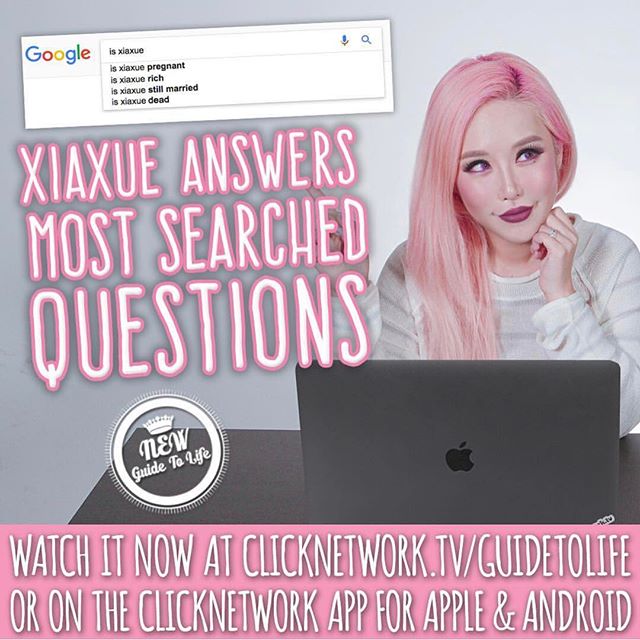 Google
is xiaxue
is xiaxue pregnant
is xiaxue rich
is xiaxue still married
is xiaxue dead
XIAXUE ANSWERS
MOST SEARCHED
QUESTIONS
NEW
Guide To Life
WATCH IT NOW AT CLICKNETWORK.TV/GUIDETOLIFE
OR ON THE CLICKNETWORK APP FOR APPLE & ANDROID